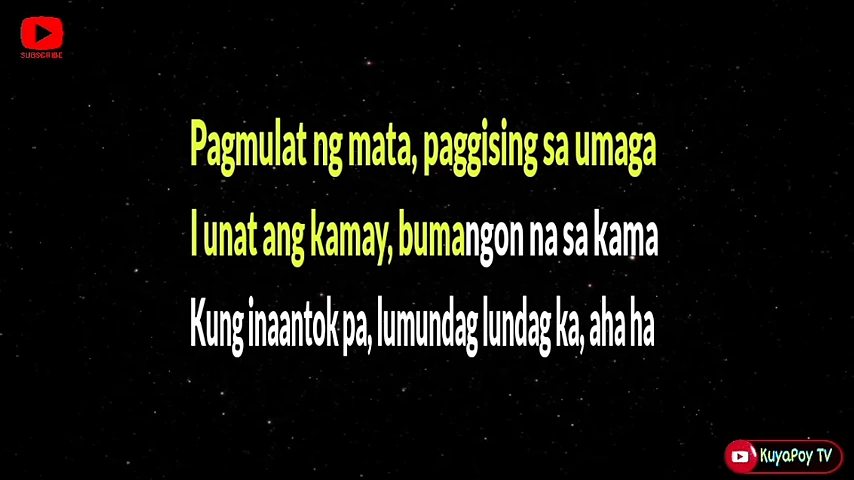 SUBSCRIBE
Pagmulat ng mata, paggising sa umaga
I unat ang kamay, bumangon na sa kama
Kung inaantok pa, lumundag lundag ka, aha ha
KuyaPoy TV